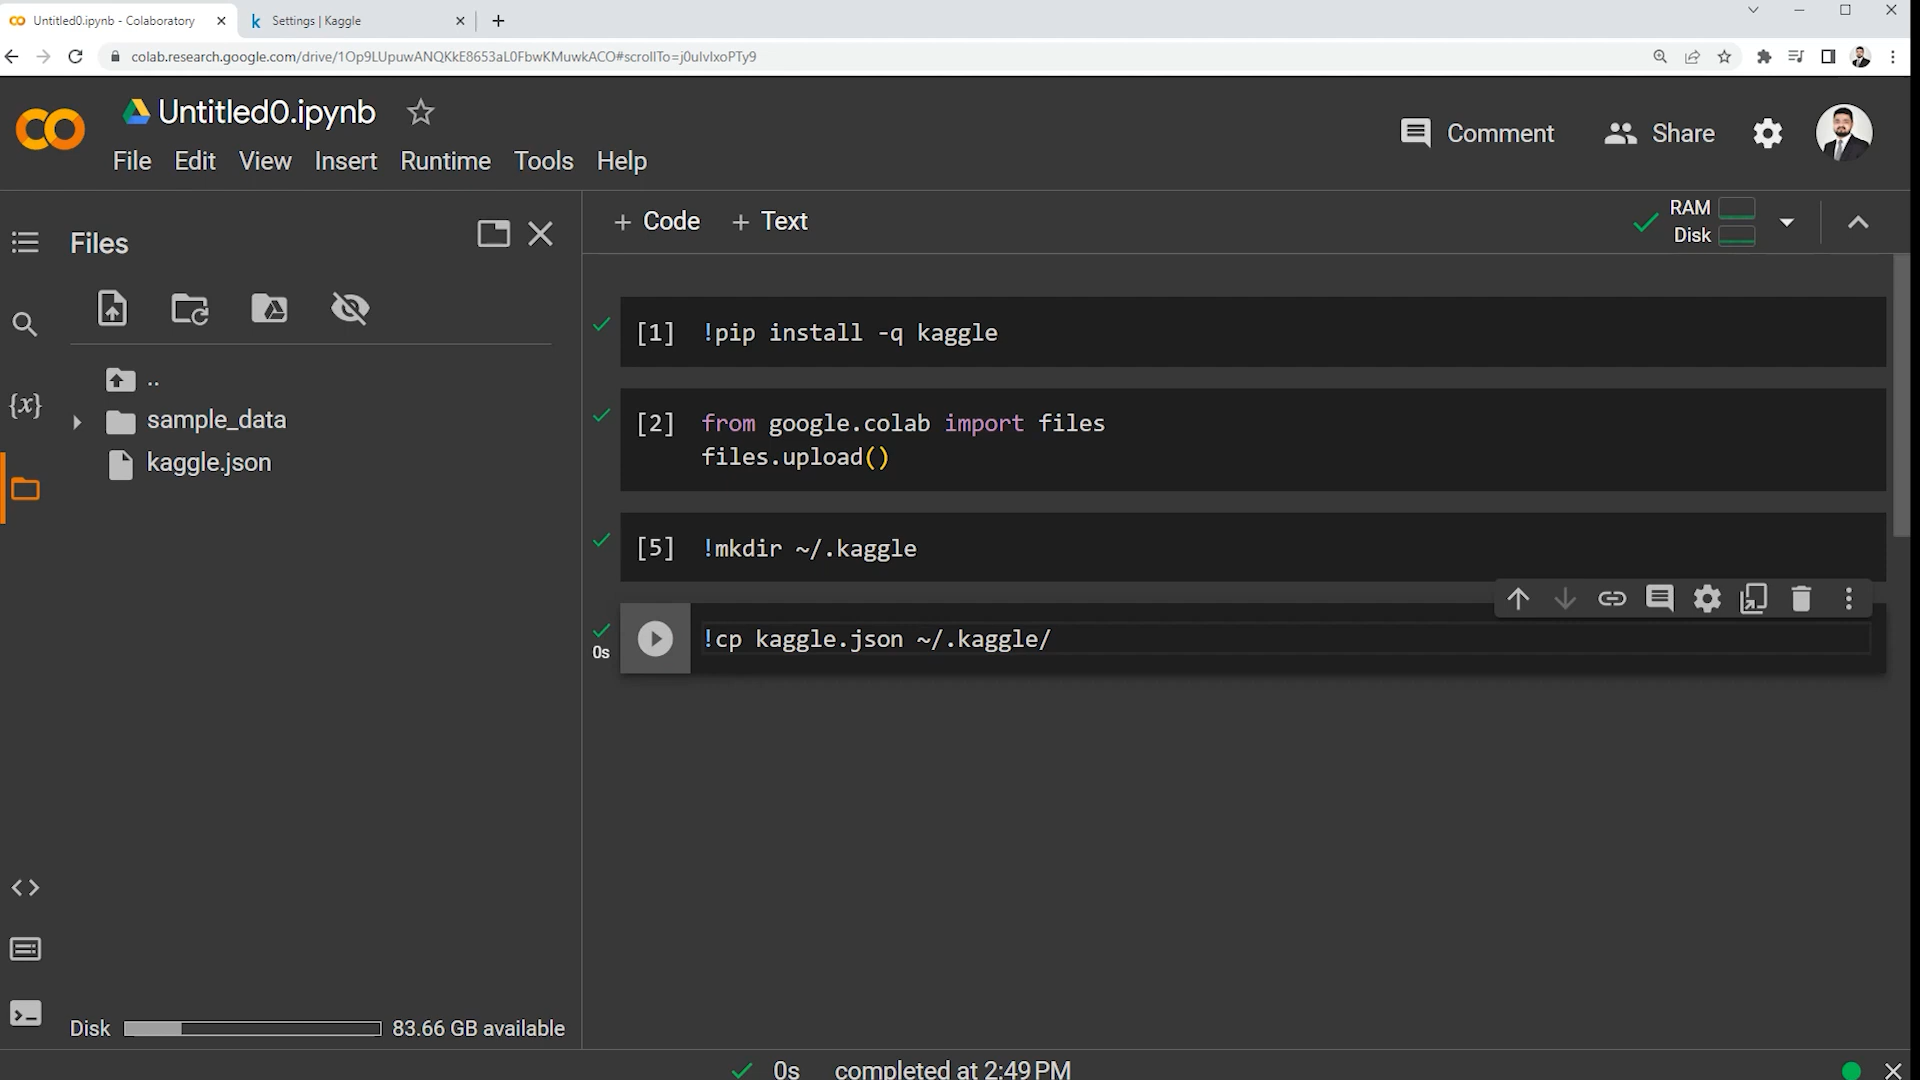 Untitled0.ipynb - Colaboratory
Settings | Kaggle
colab.research.google.com/drive/1Op9LUpuwANQKkE8653aL0FbwKMuwkACO#scrollTo=j0uIvlxoPTy9
Untitled0.ipynb
File Edit View Insert Runtime Tools Help
Comment
Share
Files
+ Code + Text
RAM
Disk
..
sample_data
kaggle.json
[1] !pip install -q kaggle
[2] from google.colab import files
files.upload()
[5] !mkdir ~/.kaggle
0s
!cp kaggle.json ~/.kaggle/
{x}
Disk 83.66 GB available
0s completed at 2:49 PM